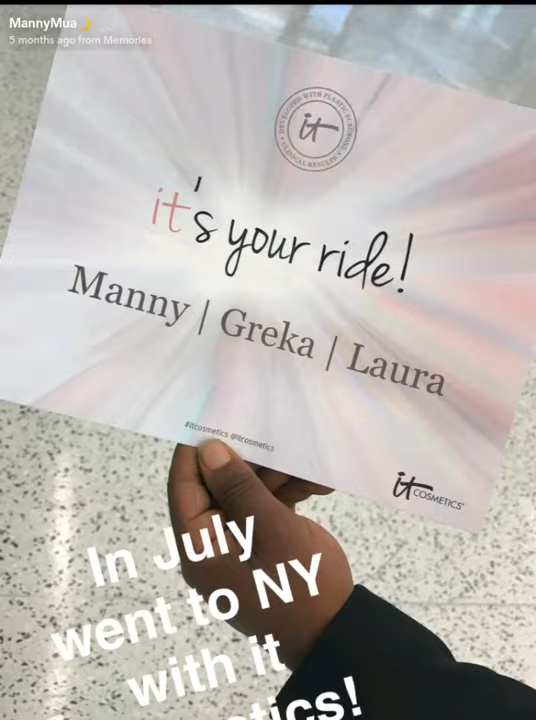 MannyMua 🌙
5 months ago from Memories
DEVELOPED WITH PLASTIC SURGEONS • CLINICAL RESULTS •
it
it's your ride!
Manny | Greka | Laura
#itcosmetics @itcosmetics
it COSMETICS
In July
went to NY
with it